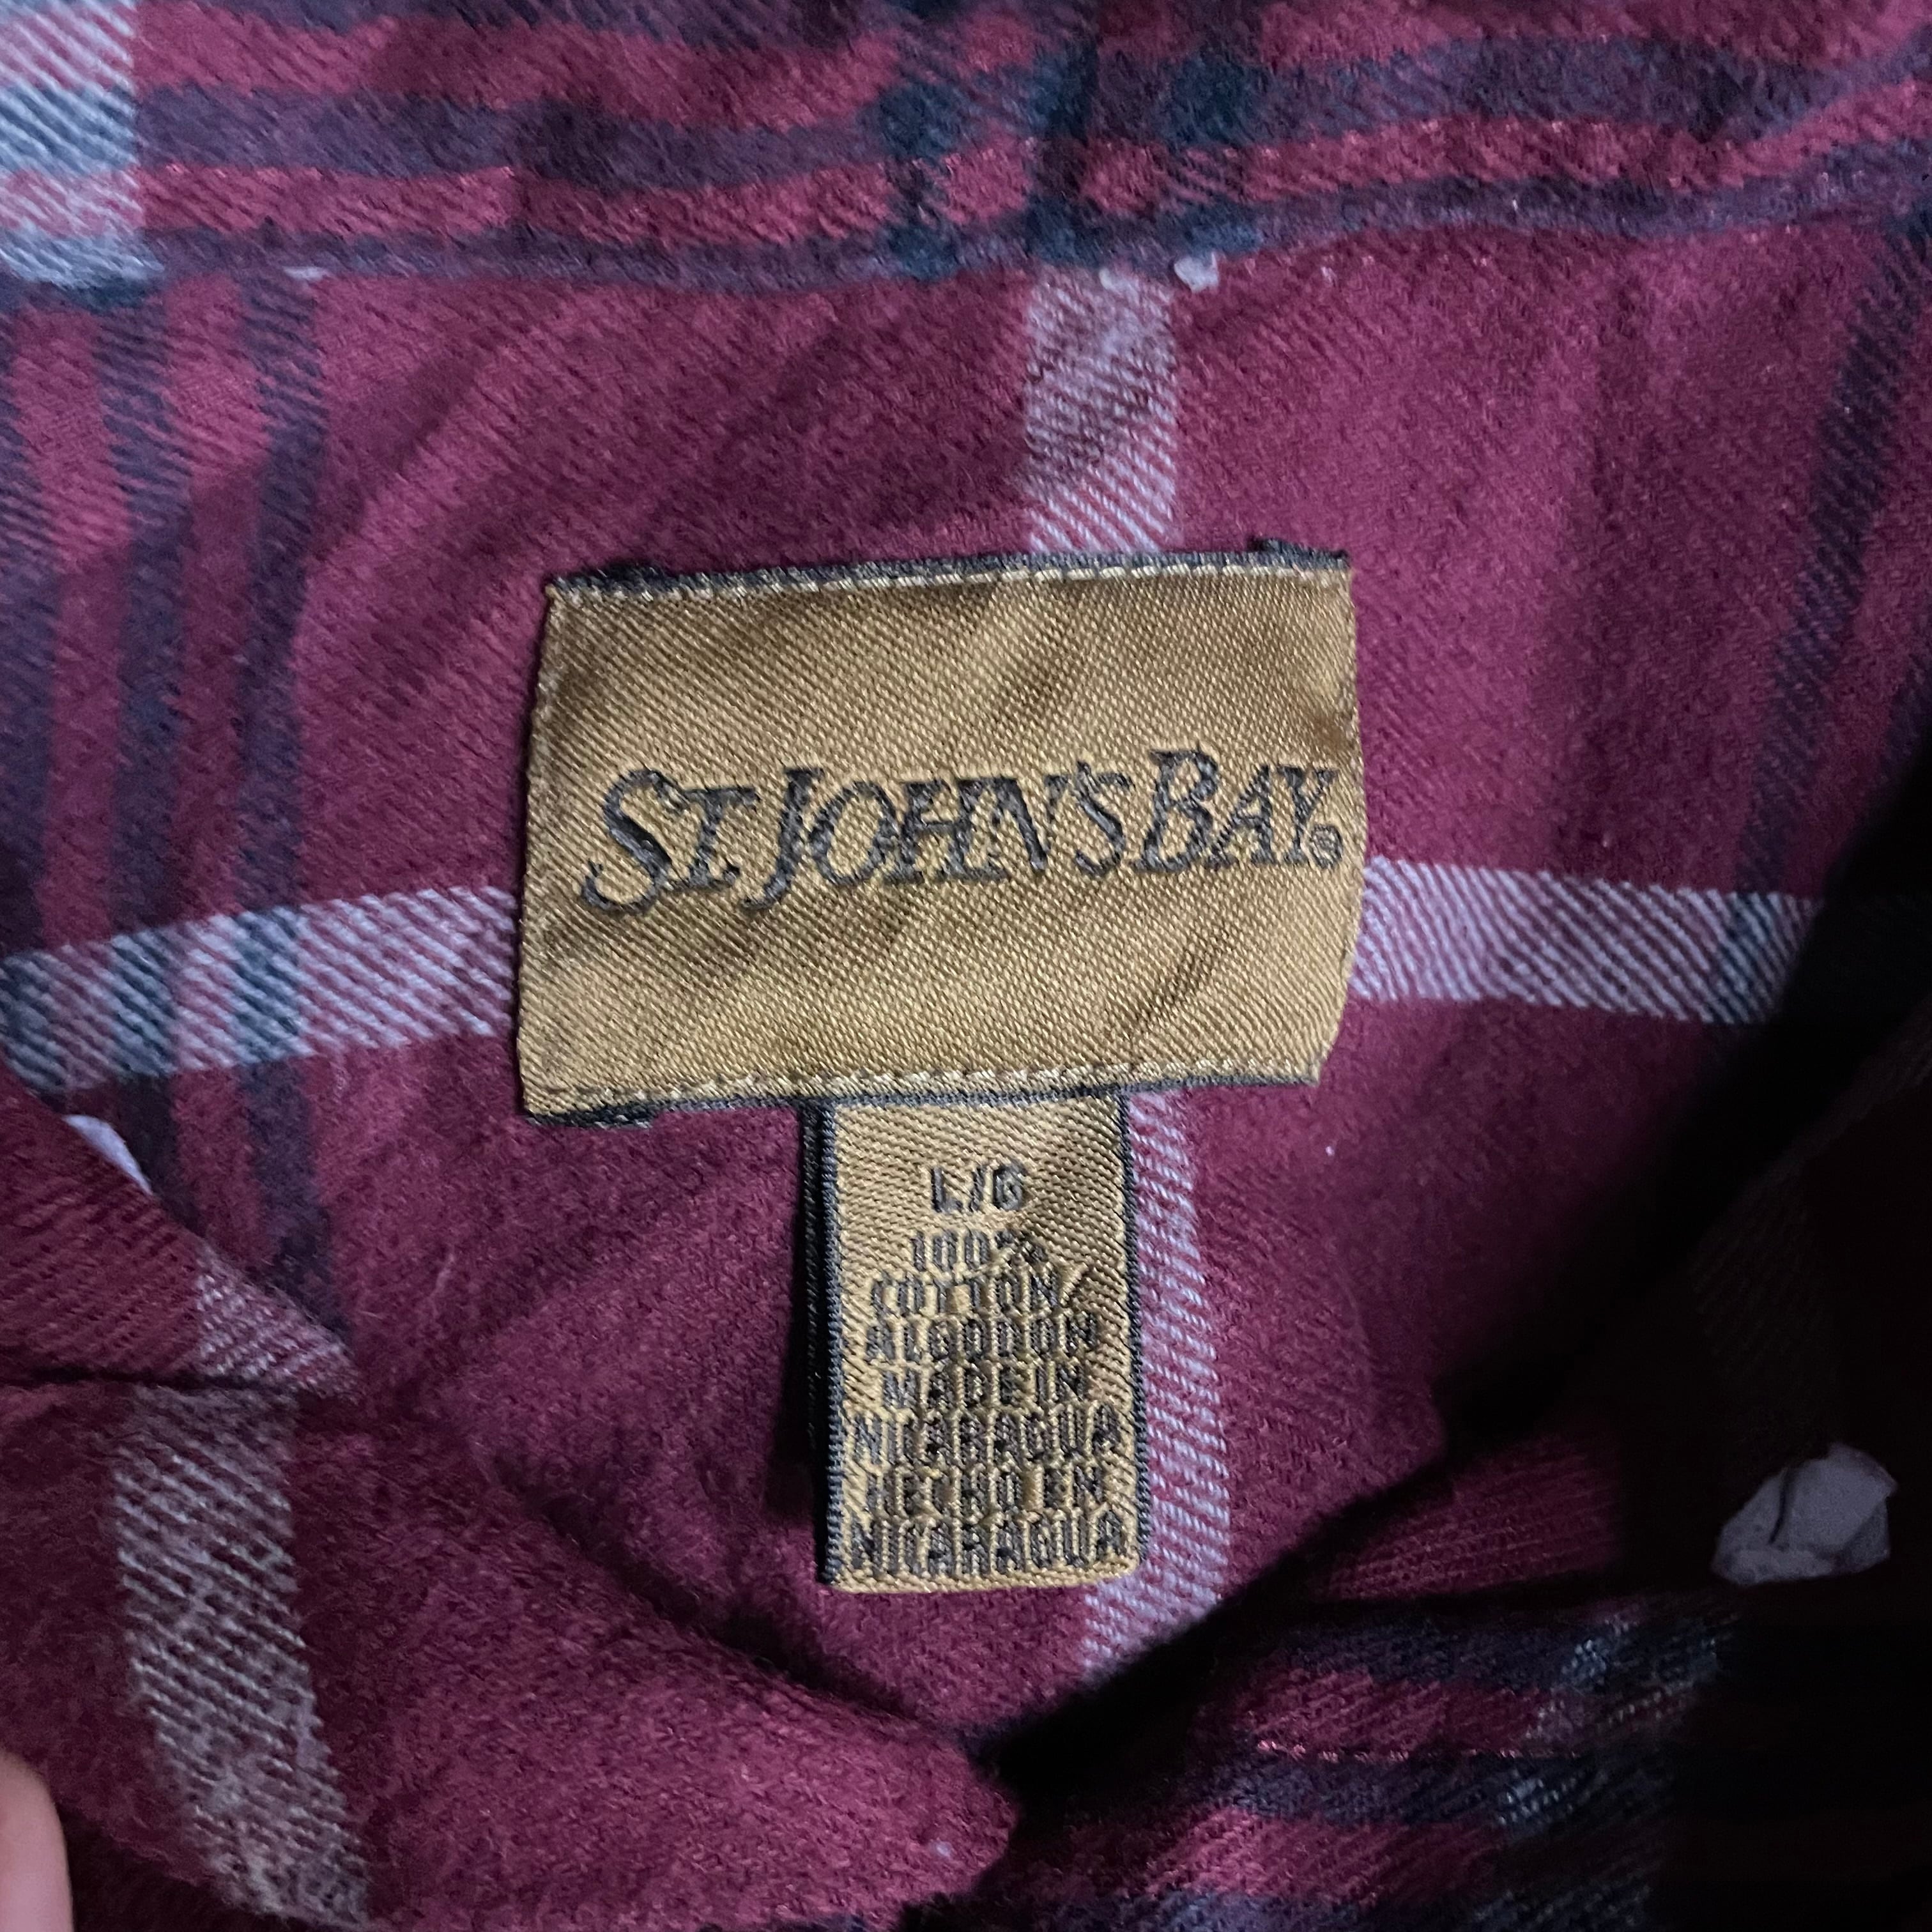 ST. JOHN'S BAY®
L/G
100%
COTTON/
ALGODON
MADE IN
NICARAGUA
HECHO EN
NICARAGUA